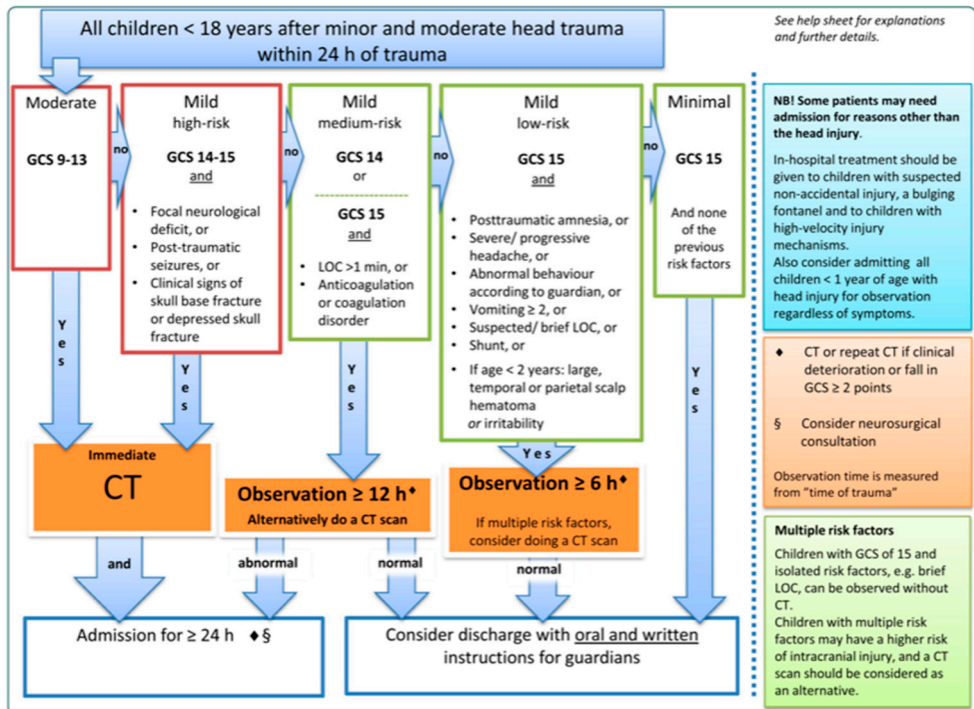 All children < 18 years after minor and moderate head trauma
within 24 h of trauma
See help sheet for explanations
and further details.
Moderate
GCS 9-13
no
Mild
high-risk
GCS 14-15
and
• Focal neurological
deficit, or
• Post-traumatic
seizures, or
• Clinical signs of
skull base fracture
or depressed skull
fracture
no
Mild
medium-risk
GCS 14
or
GCS 15
and
• LOC >1 min, or
• Anticoagulation
or coagulation
disorder
no
Mild
low-risk
GCS 15
and
• Posttraumatic amnesia, or
• Severe/ progressive
headache, or
• Abnormal behaviour
according to guardian, or
• Vomiting ≥ 2, or
• Suspected/ brief LOC, or
• Shunt, or
• If age < 2 years: large,
temporal or parietal scalp
hematoma
or irritability
no
Minimal
GCS 15
And none
of the
previous
risk factors
Yes
Yes
Yes
Yes
Yes
Immediate
CT
Observation ≥ 12 h♦
Alternatively do a CT scan
Observation ≥ 6 h♦
If multiple risk factors,
consider doing a CT scan
and
abnormal
normal
normal
Admission for ≥ 24 h ♦ §
Consider discharge with oral and written
instructions for guardians
NB! Some patients may need
admission for reasons other than
the head injury.
In-hospital treatment should be
given to children with suspected
non-accidental injury, a bulging
fontanel and to children with
high-velocity injury
mechanisms.
Also consider admitting all
children < 1 year of age with
head injury for observation
regardless of symptoms.
♦ CT or repeat CT if clinical
deterioration or fall in
GCS ≥ 2 points
§ Consider neurosurgical
consultation
Observation time is measured
from "time of trauma"
Multiple risk factors
Children with GCS of 15 and
isolated risk factors, e.g. brief
LOC, can be observed without
CT.
Children with multiple risk
factors may have a higher risk
of intracranial injury, and a CT
scan should be considered as
an alternative.